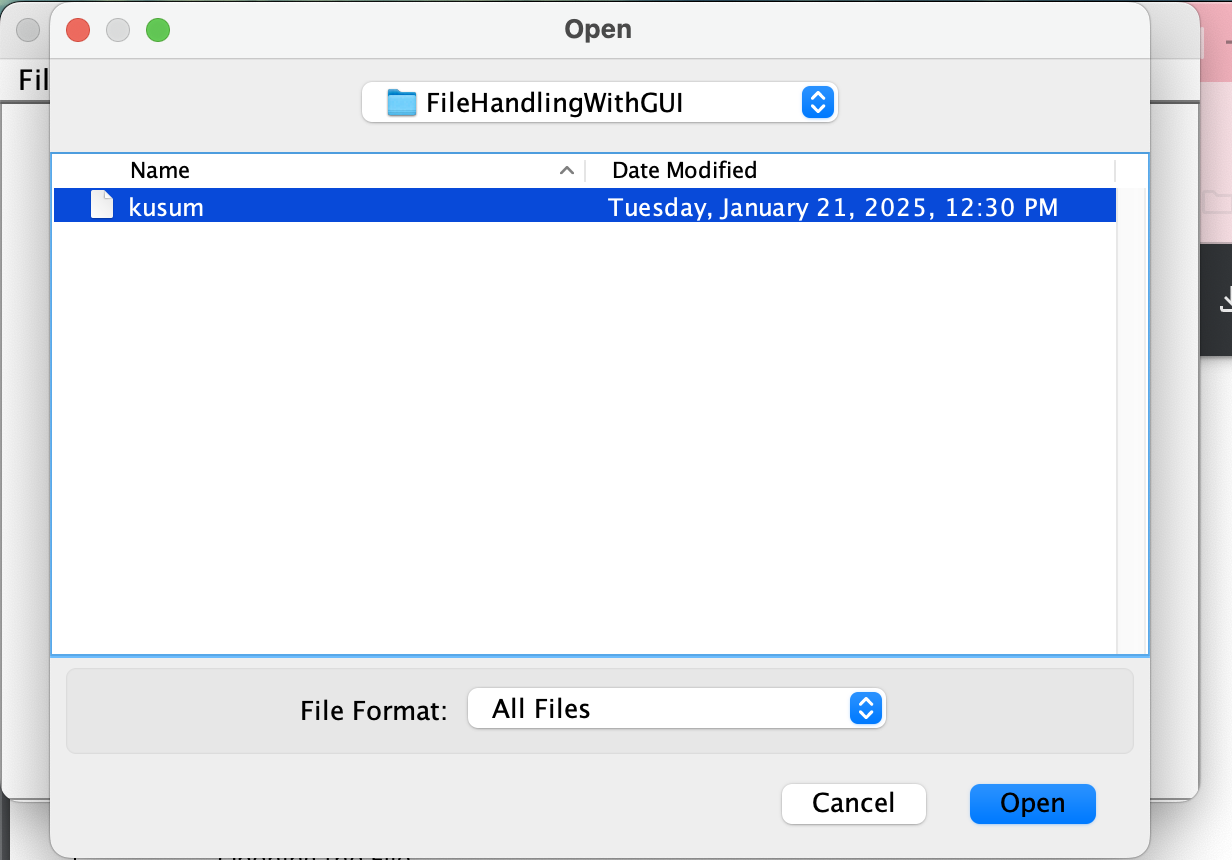 Open
Fil
FileHandlingWithGUI
Name Date Modified
kusum Tuesday, January 21, 2025, 12:30 PM
File Format: All Files
Cancel Open